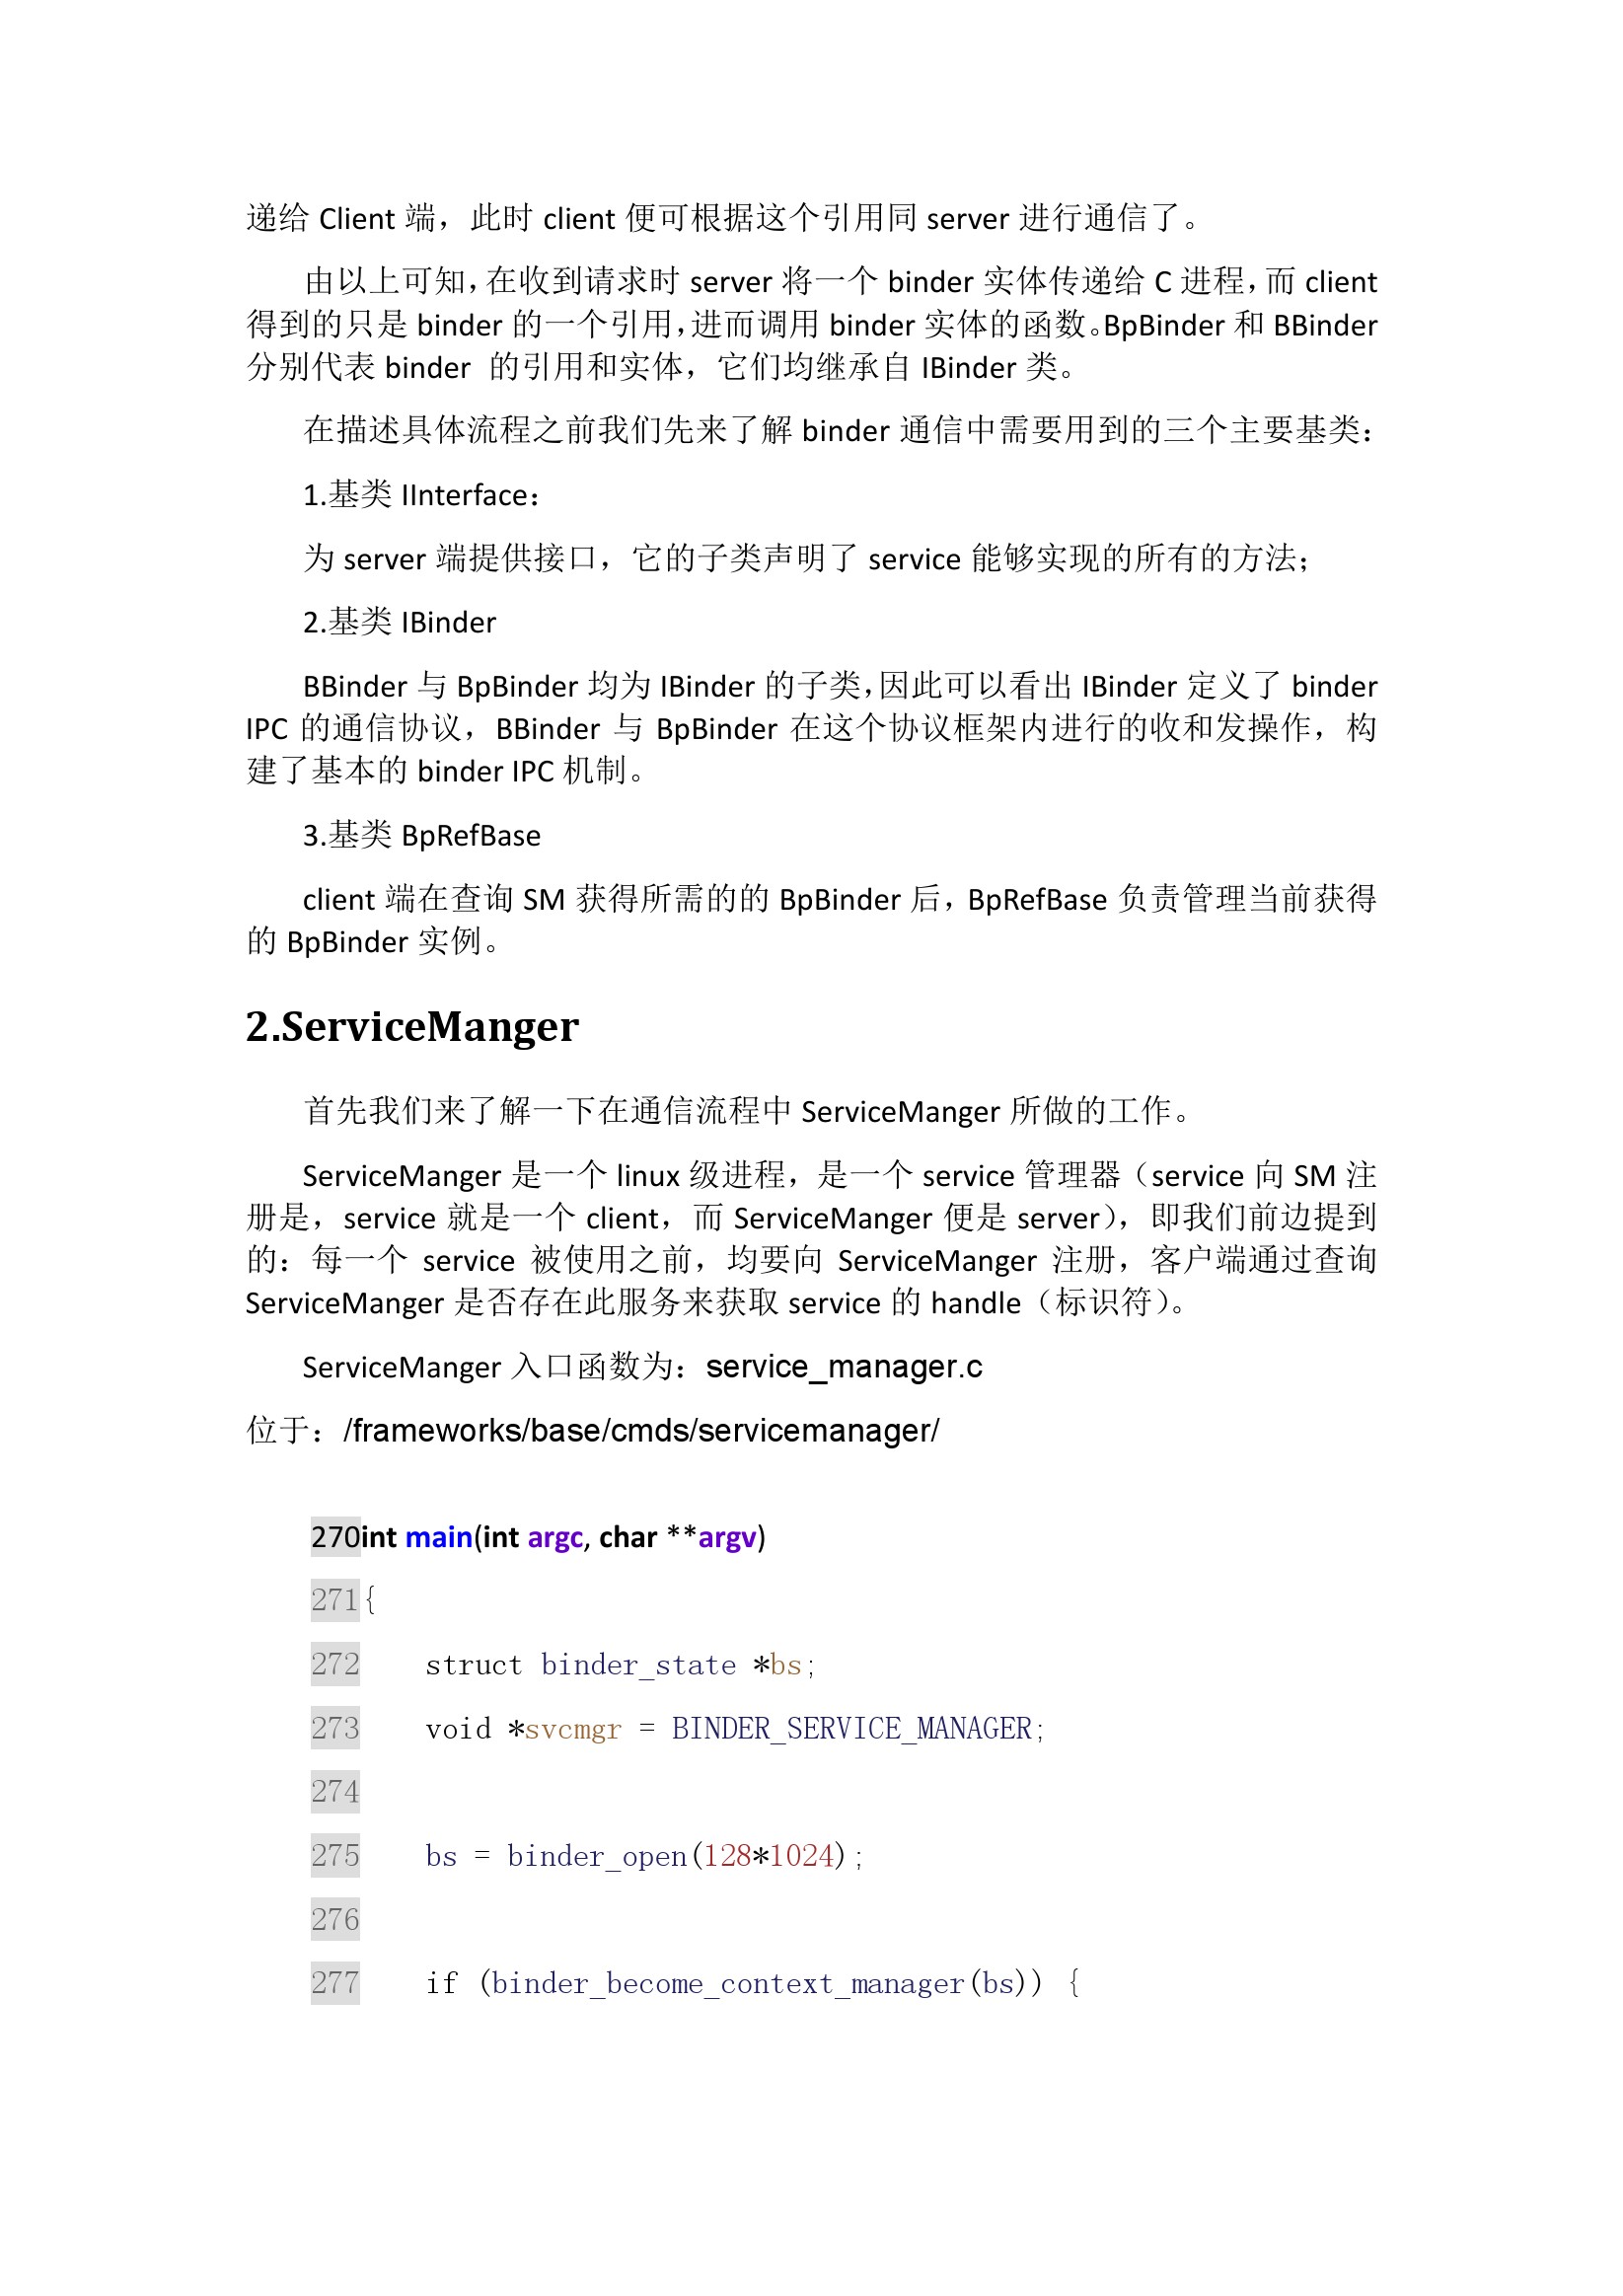 递给 Client 端，此时 client 便可根据这个引用同 server 进行通信了。
由以上可知，在收到请求时 server 将一个 binder 实体传递给 C 进程，而 client
得到的只是 binder 的一个引用，进而调用 binder 实体的函数。BpBinder 和 BBinder
分别代表 binder 的引用和实体，它们均继承自 IBinder 类。
在描述具体流程之前我们先来了解 binder 通信中需要用到的三个主要基类：
1.基类 IInterface：
为 server 端提供接口，它的子类声明了 service 能够实现的所有的方法；
2.基类 IBinder
BBinder 与 BpBinder 均为 IBinder 的子类，因此可以看出 IBinder 定义了 binder
IPC 的通信协议，BBinder 与 BpBinder 在这个协议框架内进行的收和发操作，构
建了基本的 binder IPC 机制。
3.基类 BpRefBase
client 端在查询 SM 获得所需的的 BpBinder 后，BpRefBase 负责管理当前获得
的 BpBinder 实例。
2.ServiceManger
首先我们来了解一下在通信流程中 ServiceManger 所做的工作。
ServiceManger 是一个 linux 级进程，是一个 service 管理器（service 向 SM 注
册是，service 就是一个 client，而 ServiceManger 便是 server），即我们前边提到
的：每一个 service 被使用之前，均要向 ServiceManger 注册，客户端通过查询
ServiceManger 是否存在此服务来获取 service 的 handle（标识符）。
ServiceManger 入口函数为：service_manager.c
位于：/frameworks/base/cmds/servicemanager/
270int main(int argc, char **argv)
271{
272    struct binder_state *bs;
273    void *svcmgr = BINDER_SERVICE_MANAGER;
274
275    bs = binder_open(128*1024);
276
277    if (binder_become_context_manager(bs)) {